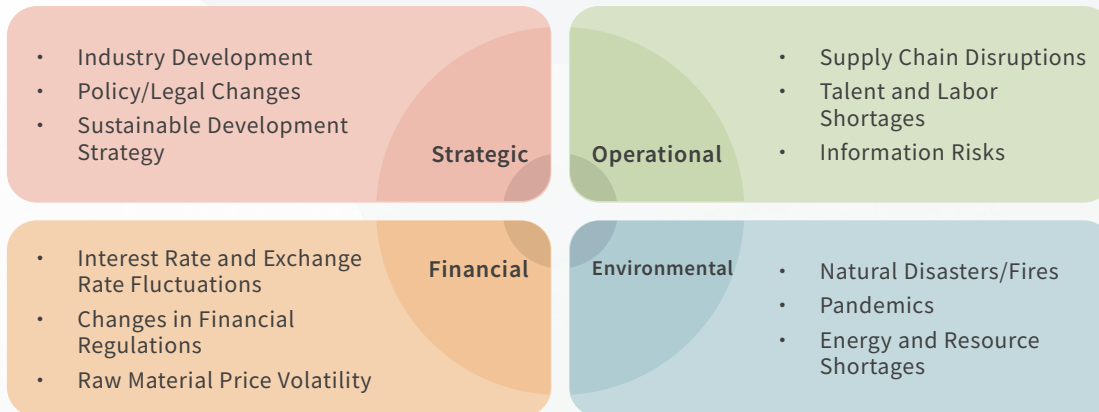 • Industry Development
• Policy/Legal Changes
• Sustainable Development
Strategy
Strategic
Operational
• Supply Chain Disruptions
• Talent and Labor
Shortages
• Information Risks
• Interest Rate and Exchange
Rate Fluctuations
• Changes in Financial
Regulations
• Raw Material Price Volatility
Financial
Environmental
• Natural Disasters/Fires
• Pandemics
• Energy and Resource
Shortages